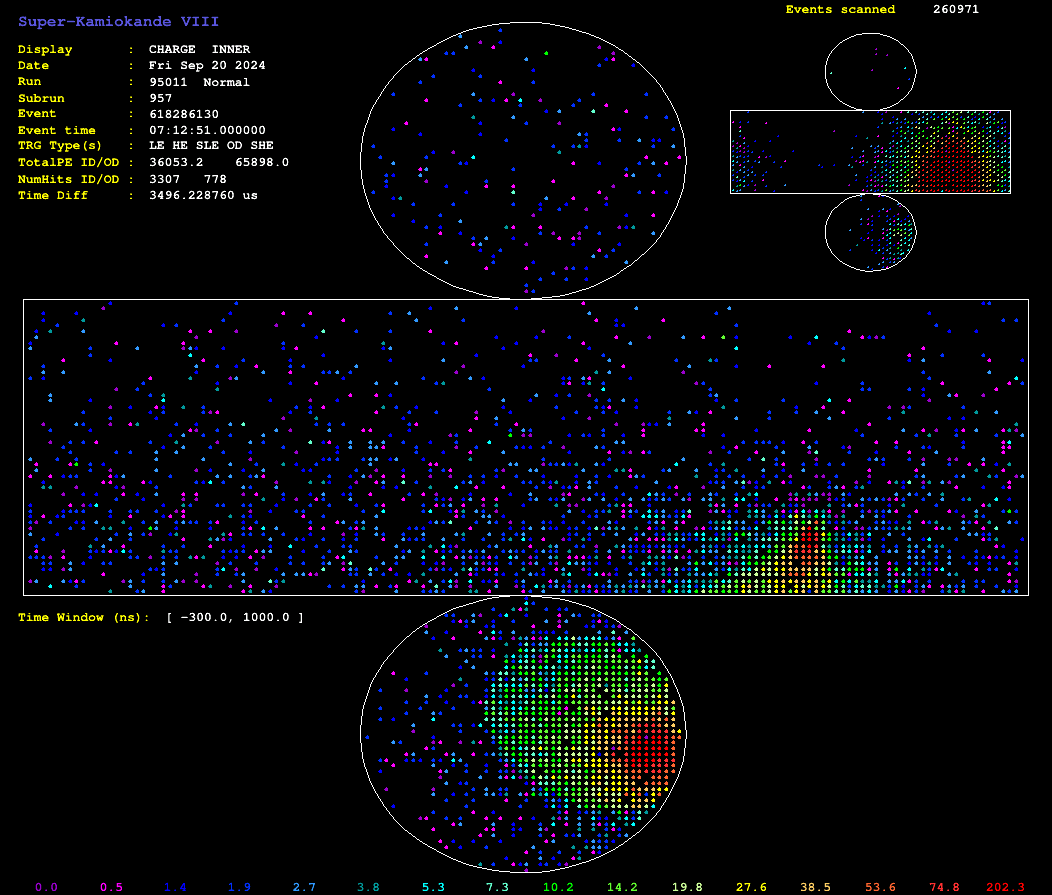 Super-Kamiokande VIII
Events scanned 260971
Display : CHARGE INNER
Date : Fri Sep 20 2024
Run : 95011 Normal
Subrun : 957
Event : 618286130
Event time : 07:12:51.000000
TRG Type(s) : LE HE SLE OD SHE
TotalPE ID/OD : 36053.2 65898.0
NumHits ID/OD : 3307 778
Time Diff : 3496.228760 us
Time Window (ns): [ -300.0, 1000.0 ]
0.0 0.5 1.4 1.9 2.7 3.8 5.3 7.3 10.2 14.2 19.8 27.6 38.5 53.6 74.8 202.3